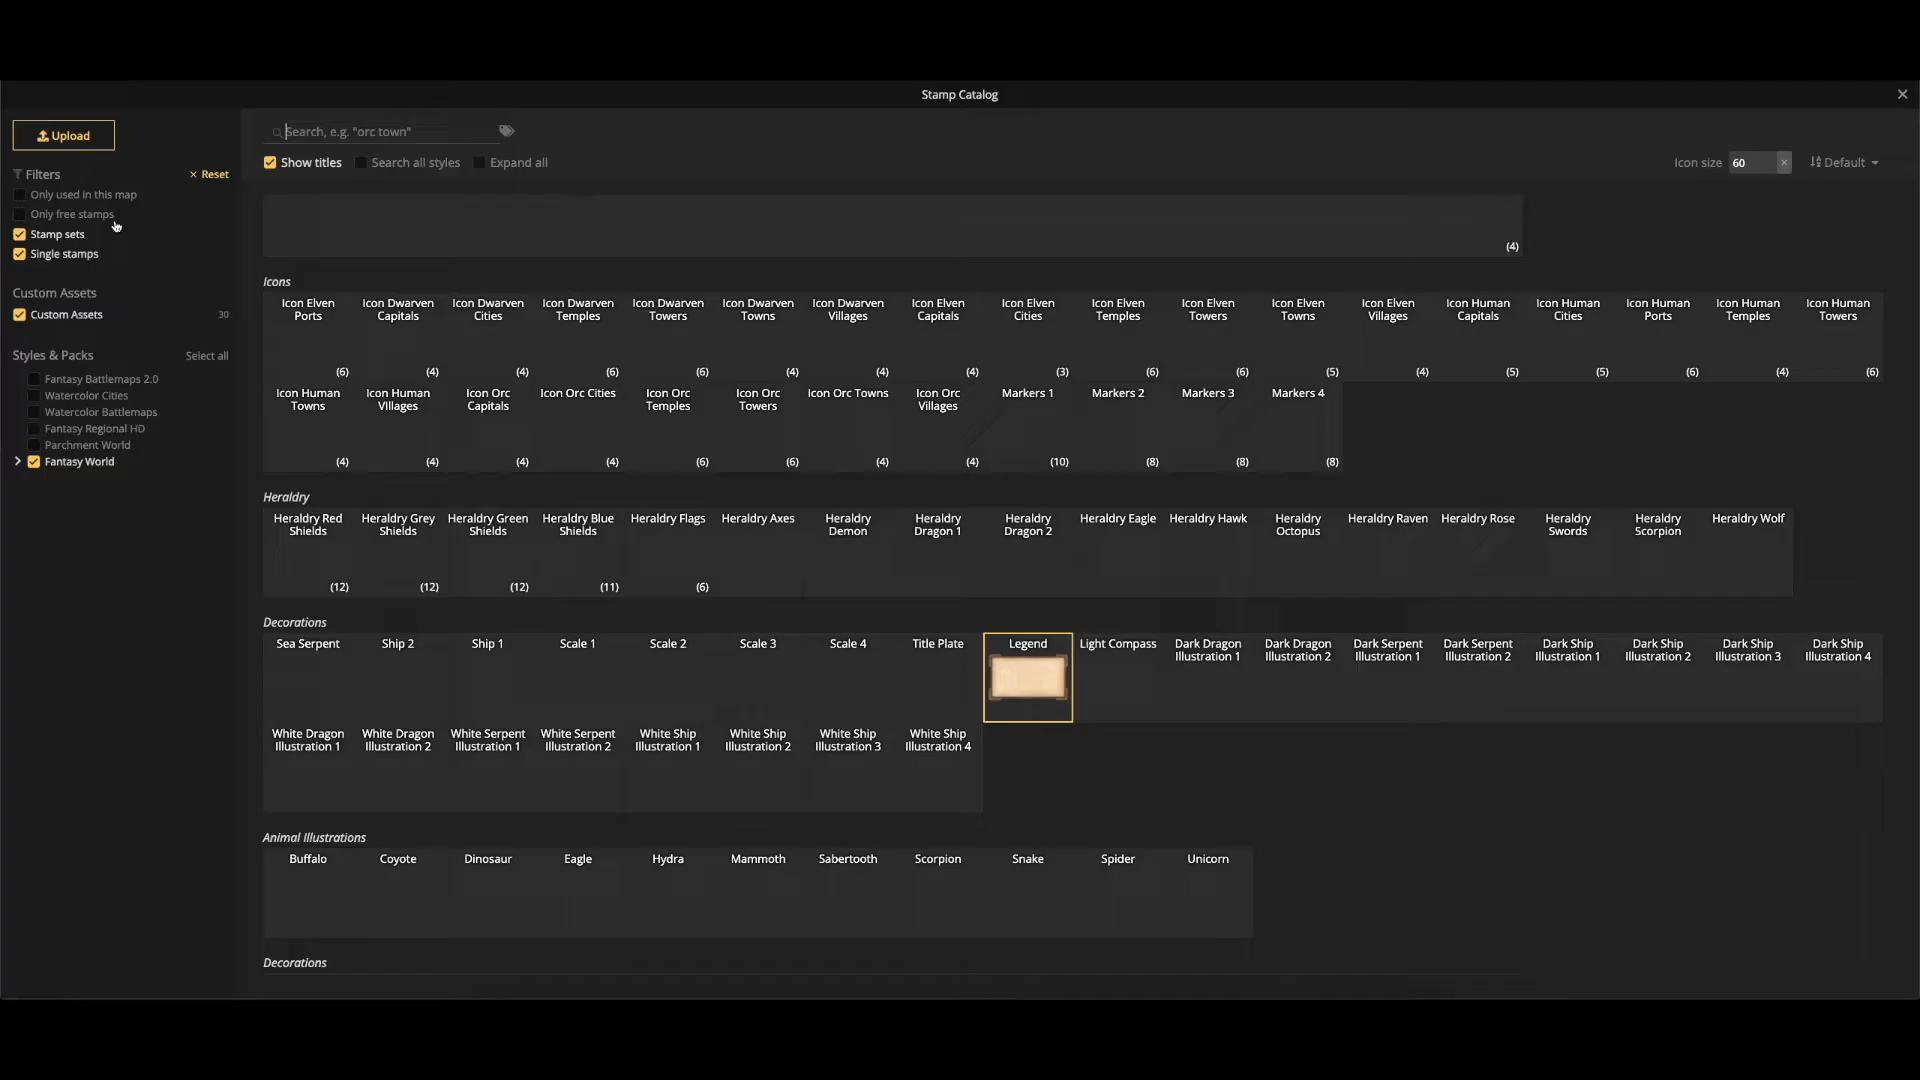 Stamp Catalog
Upload
Search, e.g. "orc town"
Show titles
Search all styles
Expand all
Icon size 60
Default
Filters
Reset
Only used in this map
Only free stamps
Stamp sets
Single stamps
Custom Assets
Custom Assets 30
Styles & Packs Select all
Fantasy Battlemaps 2.0
Watercolor Cities
Watercolor Battlemaps
Fantasy Regional HD
Parchment World
Fantasy World
(4)
Icons
Icon Elven Ports (6)
Icon Dwarven Capitals (4)
Icon Dwarven Cities (4)
Icon Dwarven Temples (6)
Icon Dwarven Towers (6)
Icon Dwarven Towns (4)
Icon Dwarven Villages (4)
Icon Elven Capitals (4)
Icon Elven Cities (3)
Icon Elven Temples (6)
Icon Elven Towers (6)
Icon Elven Towns (5)
Icon Elven Villages (4)
Icon Human Capitals (5)
Icon Human Cities (5)
Icon Human Ports (6)
Icon Human Temples (4)
Icon Human Towers (6)
Icon Human Towns (4)
Icon Human VIllages (4)
Icon Orc Capitals (4)
Icon Orc Cities (4)
Icon Orc Temples (6)
Icon Orc Towers (6)
Icon Orc Towns (4)
Icon Orc Villages (4)
Markers 1 (10)
Markers 2 (8)
Markers 3 (8)
Markers 4 (8)
Heraldry
Heraldry Red Shields (12)
Heraldry Grey Shields (12)
Heraldry Green Shields (12)
Heraldry Blue Shields (11)
Heraldry Flags (6)
Heraldry Axes
Heraldry Demon
Heraldry Dragon 1
Heraldry Dragon 2
Heraldry Eagle
Heraldry Hawk
Heraldry Octopus
Heraldry Raven
Heraldry Rose
Heraldry Swords
Heraldry Scorpion
Heraldry Wolf
Decorations
Sea Serpent
Ship 2
Ship 1
Scale 1
Scale 2
Scale 3
Scale 4
Title Plate
Legend
Light Compass
Dark Dragon Illustration 1
Dark Dragon Illustration 2
Dark Serpent Illustration 1
Dark Serpent Illustration 2
Dark Ship Illustration 1
Dark Ship Illustration 2
Dark Ship Illustration 3
Dark Ship Illustration 4
White Dragon Illustration 1
White Dragon Illustration 2
White Serpent Illustration 1
White Serpent Illustration 2
White Ship Illustration 1
White Ship Illustration 2
White Ship Illustration 3
White Ship Illustration 4
Animal Illustrations
Buffalo
Coyote
Dinosaur
Eagle
Hydra
Mammoth
Sabertooth
Scorpion
Snake
Spider
Unicorn
Decorations